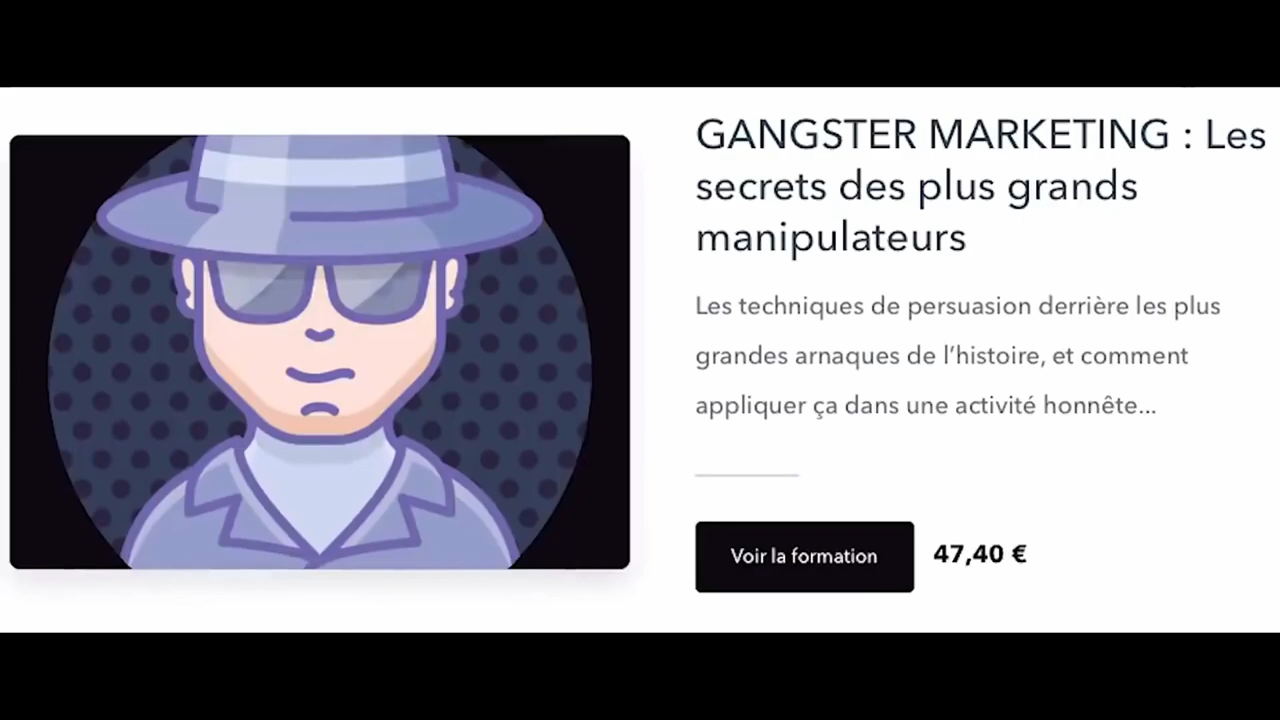 GANGSTER MARKETING : Les
secrets des plus grands
manipulateurs
Les techniques de persuasion derrière les plus
grandes arnaques de l'histoire, et comment
appliquer ça dans une activité honnête...
Voir la formation
47,40 €